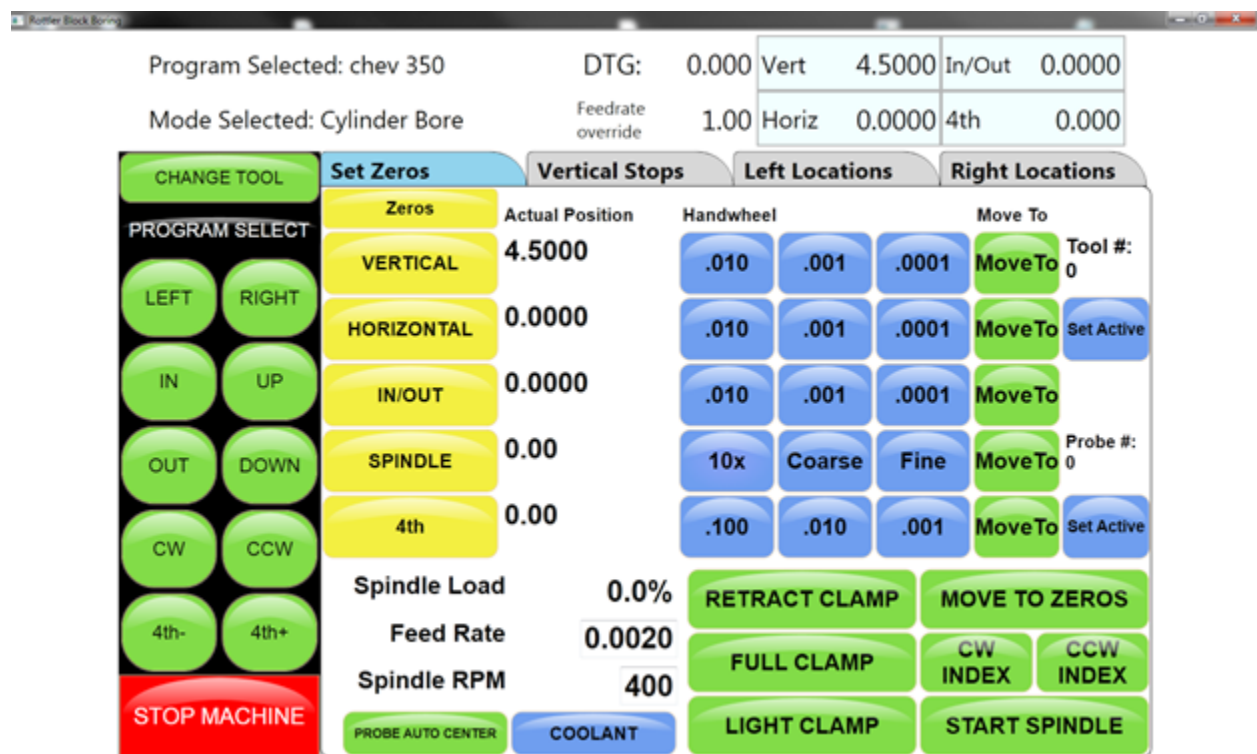 Rottler Block Boring
Program Selected: chev 350 DTG: 0.000 Vert 4.5000 In/Out 0.0000
Mode Selected: Cylinder Bore Feedrate override 1.00 Horiz 0.0000 4th 0.000
CHANGE TOOL Set Zeros Vertical Stops Left Locations Right Locations
PROGRAM SELECT
LEFT RIGHT
IN UP
OUT DOWN
CW CCW
4th- 4th+
STOP MACHINE
Zeros Actual Position Handwheel Move To
VERTICAL 4.5000 .010 .001 .0001 MoveTo Tool #: 0
HORIZONTAL 0.0000 .010 .001 .0001 MoveTo Set Active
IN/OUT 0.0000 .010 .001 .0001 MoveTo
SPINDLE 0.00 10x Coarse Fine MoveTo Probe #: 0
4th 0.00 .100 .010 .001 MoveTo Set Active
Spindle Load 0.0%
Feed Rate 0.0020
Spindle RPM 400
PROBE AUTO CENTER COOLANT
RETRACT CLAMP MOVE TO ZEROS
FULL CLAMP CW INDEX CCW INDEX
LIGHT CLAMP START SPINDLE